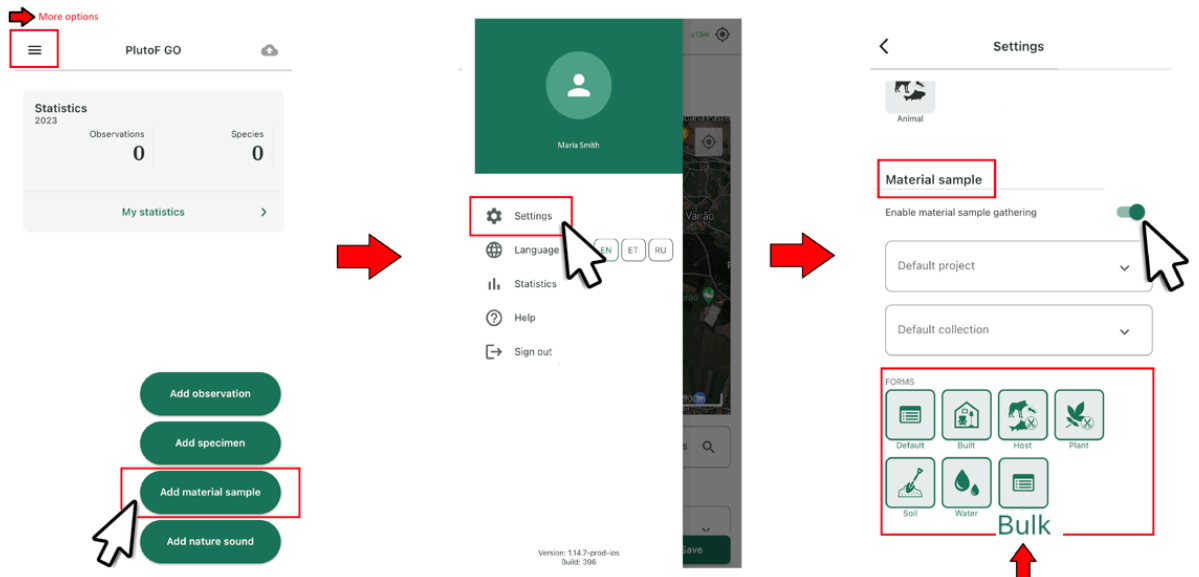 More options
PlutoF GO
Statistics
2023
Observations
Species
0
0
My statistics
Add observation
Add specimen
Add material sample
Add nature sound
±13m
Maria Smith
Settings
Language
EN
ET
RU
Statistics
Help
Sign out
Vairão
Version: 1.14.7-prod-ios
Build: 396
Save
Settings
Animal
Material sample
Enable material sample gathering
Default project
Default collection
FORMS
Default
Built
Host
Plant
Soil
Water
Bulk